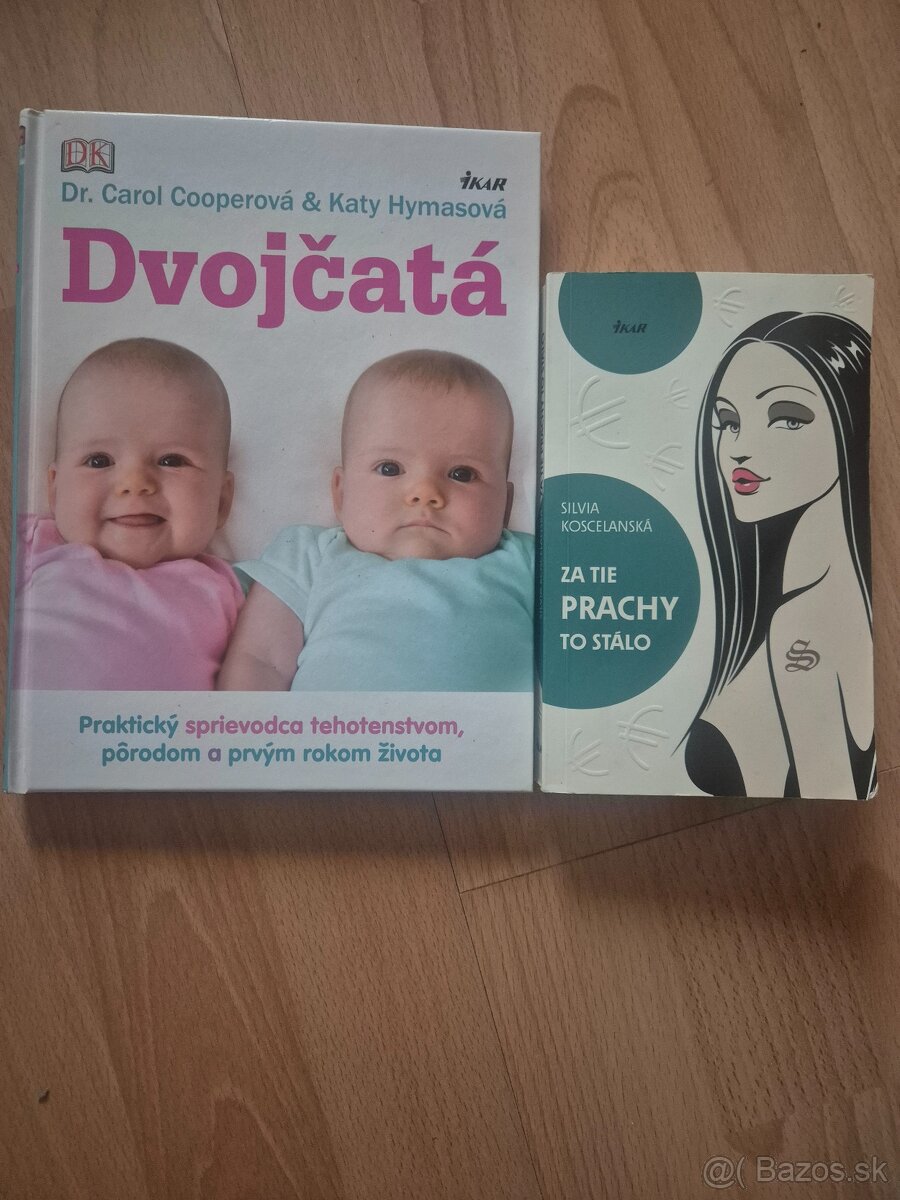 DK
IKAR
Dr. Carol Cooperová & Katy Hymasová
Dvojčatá
Praktický sprievodca tehotenstvom,
pôrodom a prvým rokom života
IKAR
SILVIA
KOSCELANSKÁ
ZA TIE
PRACHY
TO STÁLO
S
@( Bazos.sk